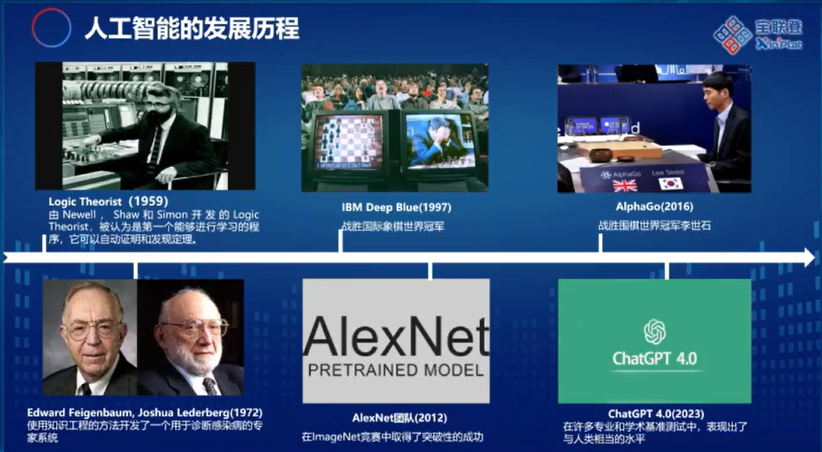 人工智能的发展历程
宝联登
XinPlat
AlphaGo
Lee Sedol
Logic Theorist（1959）
由 Newell ， Shaw 和 Simon 开 发 的 Logic
Theorist，被认为是第一个能够进行学习的程
序，它可以自动证明和发现定理。
IBM Deep Blue(1997)
战胜国际象棋世界冠军
AlphaGo(2016)
战胜围棋世界冠军李世石
AlexNet
PRETRAINED MODEL
ChatGPT 4.0
Edward Feigenbaum, Joshua Lederberg(1972)
使用知识工程的方法开发了一个用于诊断感染病的专
家系统
AlexNet团队(2012)
在ImageNet竞赛中取得了突破性的成功
ChatGPT 4.0(2023)
在许多专业和学术基准测试中，表现出了
与人类相当的水平